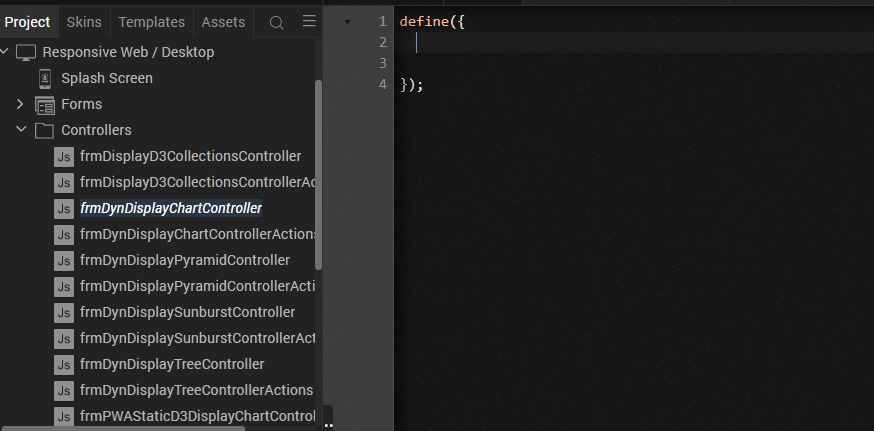 Project Skins Templates Assets
Responsive Web / Desktop
Splash Screen
Forms
Controllers
Js frmDisplayD3CollectionsController
Js frmDisplayD3CollectionsControllerAc
Js frmDynDisplayChartController
Js frmDynDisplayChartControllerActions
Js frmDynDisplayPyramidController
Js frmDynDisplayPyramidControllerActi
Js frmDynDisplaySunburstController
Js frmDynDisplaySunburstControllerAct
Js frmDynDisplayTreeController
Js frmDynDisplayTreeControllerActions
Js frmPWAStaticD3DisplayChartControl
1 define({
2
3
4 });